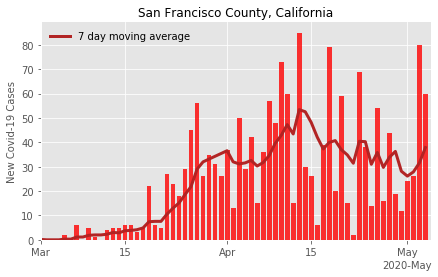 San Francisco County, California
7 day moving average
New Covid-19 Cases
80
70
60
50
40
30
20
10
0
Mar
15
Apr
15
May
2020-May